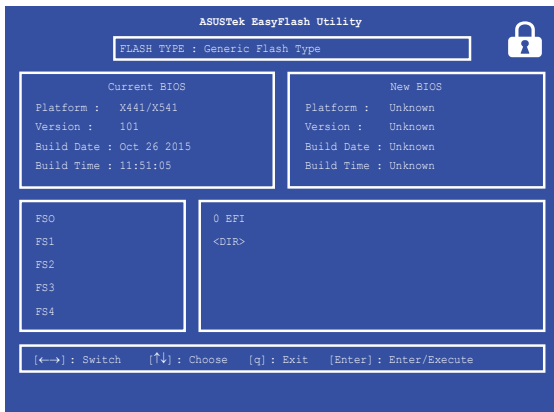 ASUSTek EasyFlash Utility
FLASH TYPE : Generic Flash Type
Current BIOS
Platform : X441/X541
Version : 101
Build Date : Oct 26 2015
Build Time : 11:51:05
New BIOS
Platform : Unknown
Version : Unknown
Build Date : Unknown
Build Time : Unknown
FSO
FS1
FS2
FS3
FS4
0 EFI
<DIR>
[←→] : Switch [↑↓] : Choose [q] : Exit [Enter] : Enter/Execute